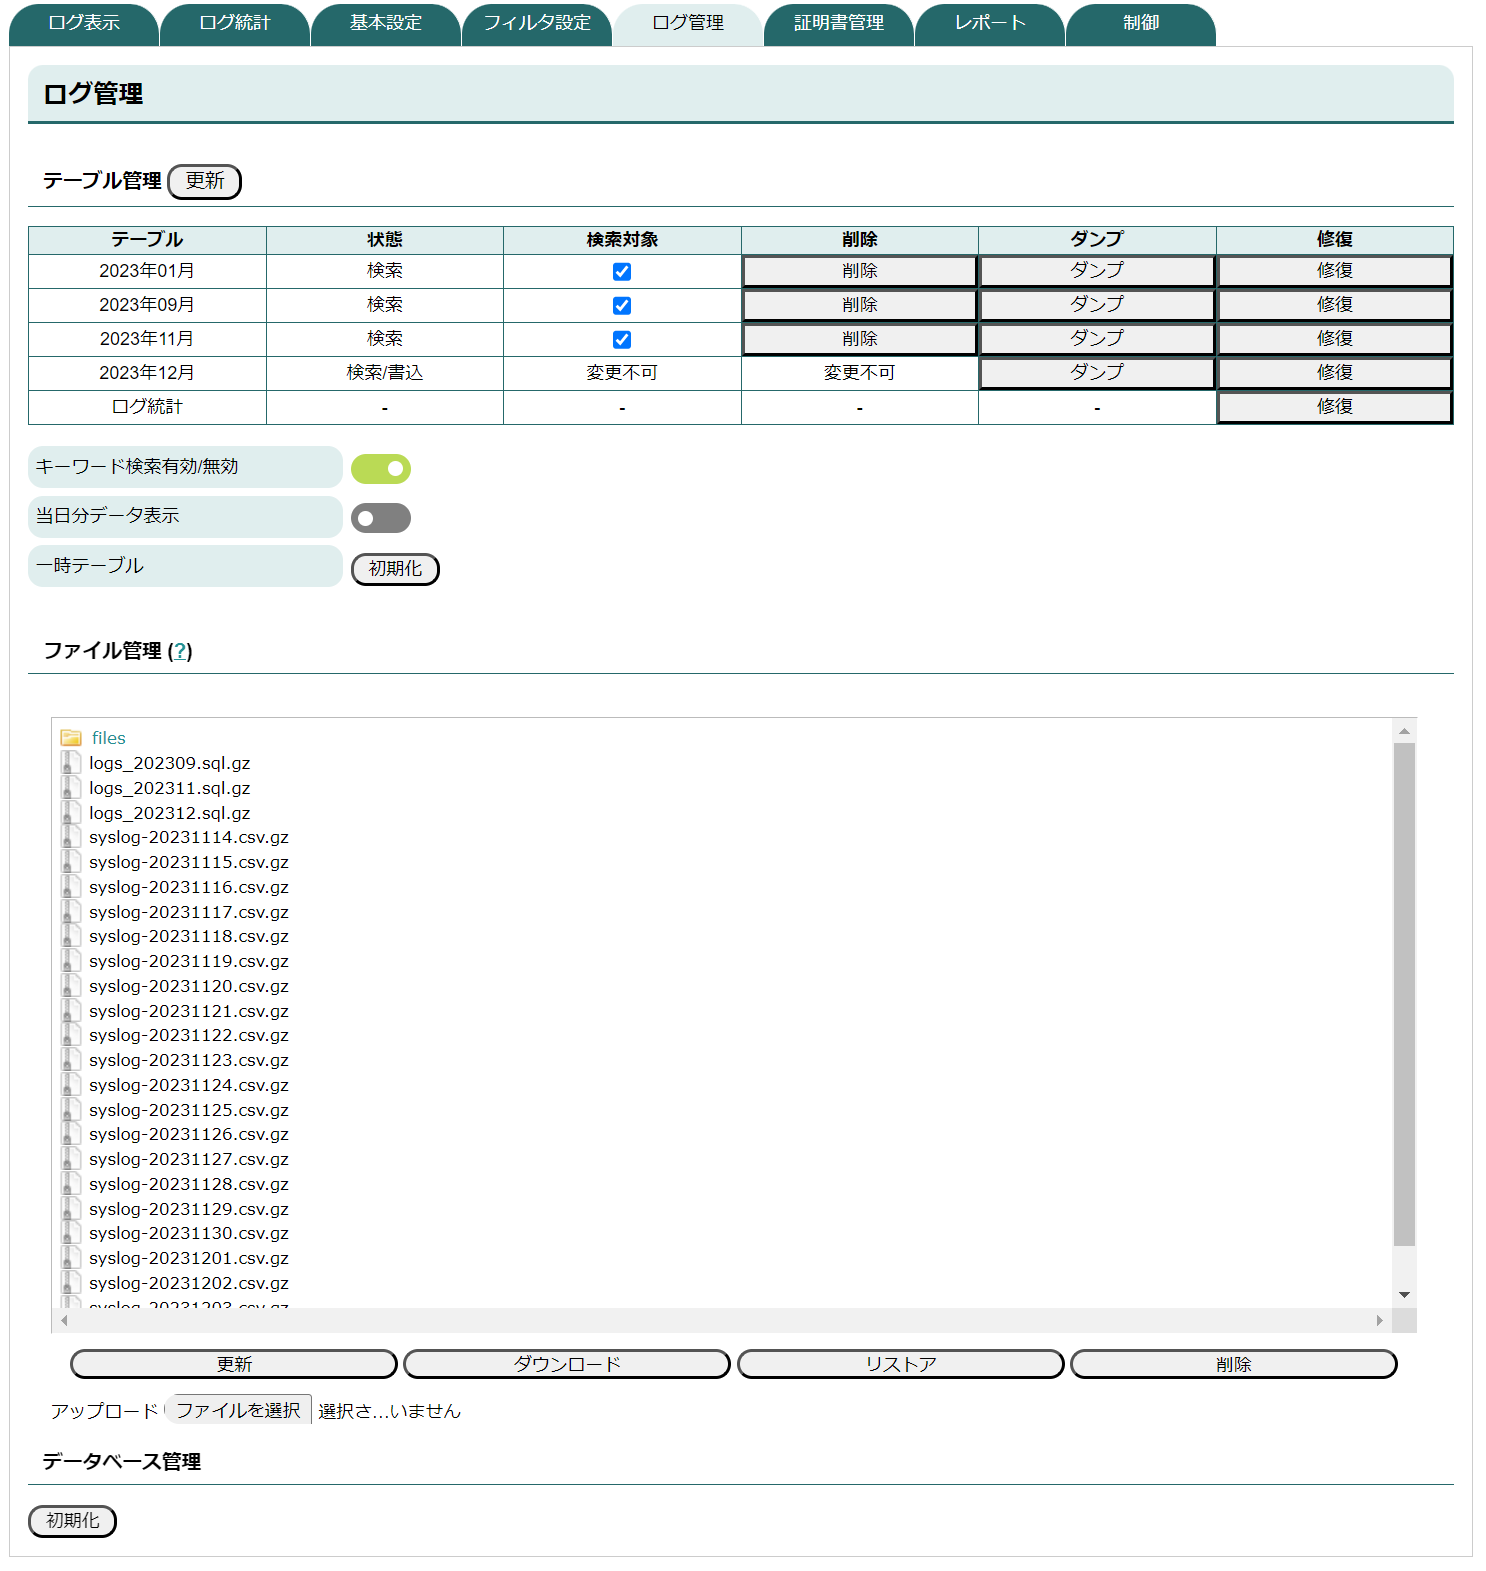 ログ表示 ログ統計 基本設定 フィルタ設定 ログ管理 証明書管理 レポート 制御
ログ管理
テーブル管理 更新
テーブル 状態 検索対象 削除 ダンプ 修復
2023年01月 検索 削除 ダンプ 修復
2023年09月 検索 削除 ダンプ 修復
2023年11月 検索 削除 ダンプ 修復
2023年12月 検索/書込 変更不可 変更不可 ダンプ 修復
ログ統計 - - - - 修復
キーワード検索有効/無効
当日分データ表示
一時テーブル 初期化
ファイル管理 (?)
files
logs_202309.sql.gz
logs_202311.sql.gz
logs_202312.sql.gz
syslog-20231114.csv.gz
syslog-20231115.csv.gz
syslog-20231116.csv.gz
syslog-20231117.csv.gz
syslog-20231118.csv.gz
syslog-20231119.csv.gz
syslog-20231120.csv.gz
syslog-20231121.csv.gz
syslog-20231122.csv.gz
syslog-20231123.csv.gz
syslog-20231124.csv.gz
syslog-20231125.csv.gz
syslog-20231126.csv.gz
syslog-20231127.csv.gz
syslog-20231128.csv.gz
syslog-20231129.csv.gz
syslog-20231130.csv.gz
syslog-20231201.csv.gz
syslog-20231202.csv.gz
syslog-20231203.csv.gz
更新 ダウンロード リストア 削除
アップロード ファイルを選択 選択さ...いません
データベース管理
初期化